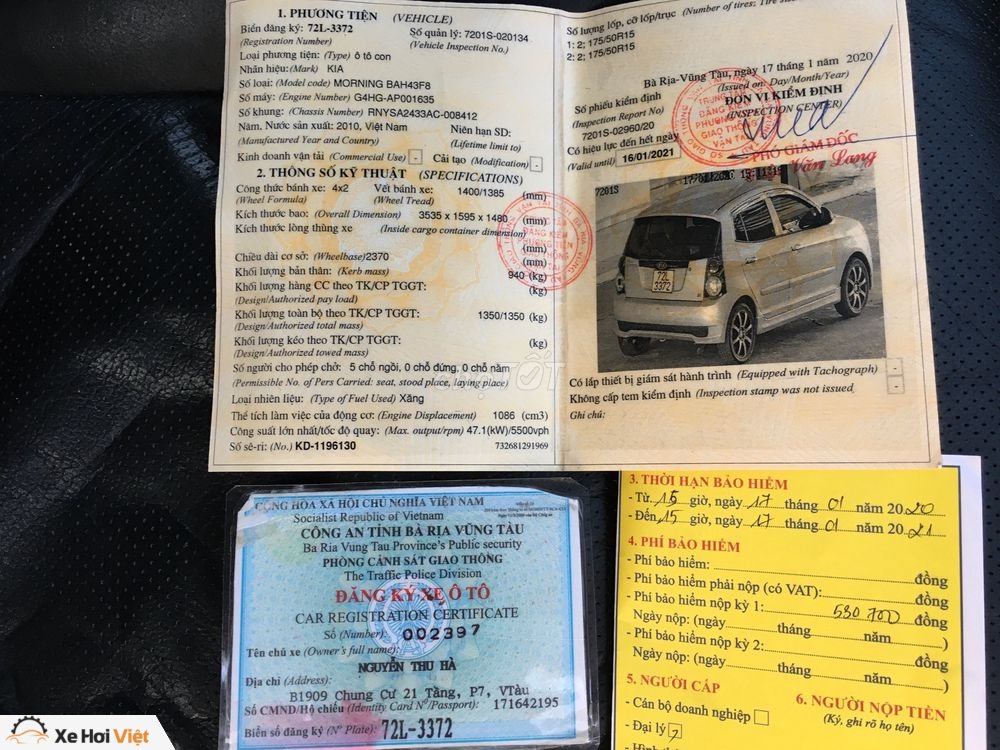 1. PHƯƠNG TIỆN (VEHICLE)
Biển đăng ký: 72L-3372 Số quản lý: 7201S-020134
(Registration Number) (Vehicle Inspection No.)
Loại phương tiện: (Type) ô tô con
Nhãn hiệu: (Mark) KIA
Số loại: (Model code) MORNING BAH43F8
Số máy: (Engine Number) G4HG-AP001635
Số khung: (Chassis Number) RNYSA2433AC-008412
Năm, Nước sản xuất: 2010, Việt Nam Niên hạn SD:
(Manufactured Year and Country) (Lifetime limit to)
Kinh doanh vận tải (Commercial Use) - Cải tạo (Modification) -
2. THÔNG SỐ KỸ THUẬT (SPECIFICATIONS)
Công thức bánh xe: 4x2 Vết bánh xe: 1400/1385 (mm)
(Wheel Formula) (Wheel Tread)
Kích thước bao: (Overall Dimension) 3535 x 1595 x 1480 (mm)
Kích thước lòng thùng xe (Inside cargo container dimension)
(mm)
Chiều dài cơ sở: (Wheelbase) 2370 (mm)
Khối lượng bản thân: (Kerb mass) 940 (kg)
Khối lượng hàng CC theo TK/CP TGGT: (kg)
(Design/Authorized pay load)
Khối lượng toàn bộ theo TK/CP TGGT: 1350/1350 (kg)
(Design/Authorized total mass)
Khối lượng kéo theo TK/CP TGGT: (kg)
(Design/Authorized towed mass)
Số người cho phép chở: 5 chỗ ngồi, 0 chỗ đứng, 0 chỗ nằm
(Permissible No. of Pers Carried: seat, stood place, laying place)
Loại nhiên liệu: (Type of Fuel Used) Xăng
Thể tích làm việc của động cơ: (Engine Displacement) 1086 (cm3)
Công suất lớn nhất/tốc độ quay: (Max. output/rpm) 47.1(kW)/5500vph
Số sê-ri: (No.) KD-1196130 732681291969
Số lượng lốp, cỡ lốp/trục (Number of tires; Tire
1: 2; 175/50R15
2: 2; 175/50R15
Bà Rịa-Vũng Tàu, ngày 17 tháng 1 năm 2020
(Issued on: Day/Month/Year)
Số phiếu kiểm định ĐƠN VỊ KIỂM ĐỊNH
(Inspection Report No) (INSPECTION CENTER)
7201S-02960/20
Có hiệu lực đến hết ngày
(Valid until) 16/01/2021
PHÓ GIÁM ĐỐC
Văn Lang
TRUNG TÂM
ĐĂNG KIỂM
PHƯƠNG TIỆN
GIAO THÔNG
VẬN TẢI
7201S
72L
3372
Có lắp thiết bị giám sát hành trình (Equipped with Tachograph) -
Không cấp tem kiểm định (Inspection stamp was not issued) -
Ghi chú:
CỘNG HÒA XÃ HỘI CHỦ NGHĨA VIỆT NAM
Socialist Republic of Vietnam
CÔNG AN TỈNH BÀ RỊA VŨNG TÀU
Ba Ria Vung Tau Province's Public security
PHÒNG CẢNH SÁT GIAO THÔNG
The Traffic Police Division
ĐĂNG KÝ XE Ô TÔ
CAR REGISTRATION CERTIFICATE
Số (Number): 002397
Tên chủ xe (Owner's full name):
NGUYỄN THU HÀ
Địa chỉ (Address):
B1909 Chung Cư 21 Tầng, P7, VTàu
Số CMND/Hộ chiếu (Identity Card N°/Passport): 171642195
Biển số đăng ký (N° Plate): 72L-3372
3. THỜI HẠN BẢO HIỂM
- Từ 15 giờ, ngày 17 tháng 01 năm 2020
- Đến 15 giờ, ngày 17 tháng 01 năm 2021
4. PHÍ BẢO HIỂM
- Phí bảo hiểm: đồng
- Phí bảo hiểm phải nộp (có VAT): đồng
- Phí bảo hiểm nộp kỳ 1: 530 700 đồng
Ngày nộp: (ngày tháng năm )
- Phí bảo hiểm nộp kỳ 2: đồng
Ngày nộp: (ngày tháng năm )
5. NGƯỜI CẤP
- Cán bộ doanh nghiệp
- Đại lý
6. NGƯỜI NỘP TIỀN
(Ký, ghi rõ họ tên)
Xe Hơi Việt